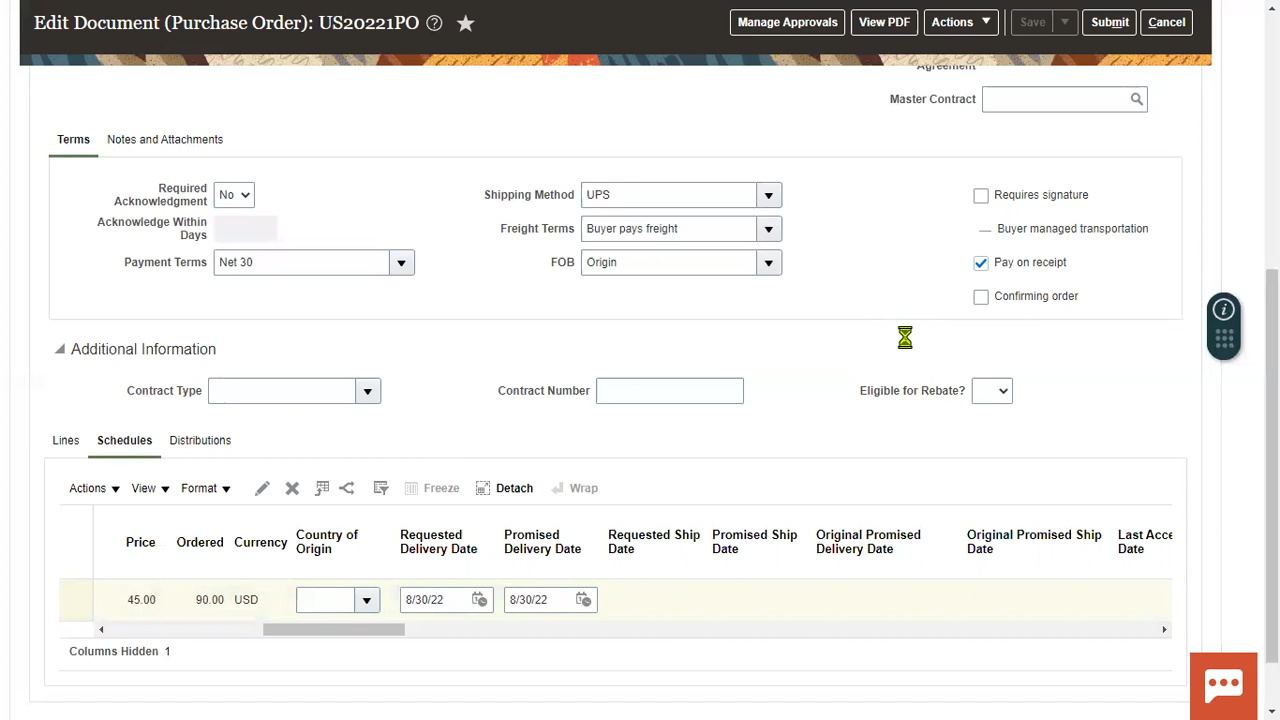 Edit Document (Purchase Order): US20221PO
Manage Approvals
View PDF
Actions
Save
Submit
Cancel
Agreement
Master Contract
Terms
Notes and Attachments
Required Acknowledgment
No
Acknowledge Within Days
Payment Terms
Net 30
Shipping Method
UPS
Freight Terms
Buyer pays freight
FOB
Origin
Requires signature
Buyer managed transportation
Pay on receipt
Confirming order
Additional Information
Contract Type
Contract Number
Eligible for Rebate?
Lines
Schedules
Distributions
Actions
View
Format
Freeze
Detach
Wrap
Price
Ordered
Currency
Country of Origin
Requested Delivery Date
Promised Delivery Date
Requested Ship Date
Promised Ship Date
Original Promised Delivery Date
Original Promised Ship Date
Last Acce
Date
45.00
90.00
USD
8/30/22
8/30/22
Columns Hidden 1